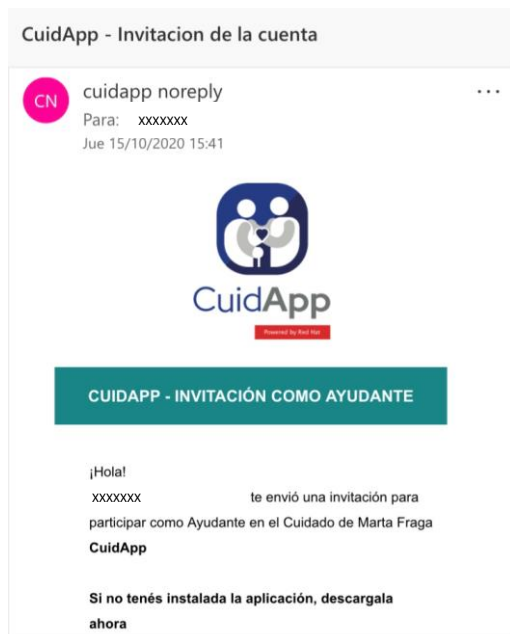 CuidApp - Invitacion de la cuenta
CN
cuidapp noreply
Para: xxxxxxx
Jue 15/10/2020 15:41
CuidApp
Powered by Red Hat
CUIDAPP - INVITACIÓN COMO AYUDANTE
¡Hola!
xxxxxxx te envió una invitación para
participar como Ayudante en el Cuidado de Marta Fraga
CuidApp
Si no tenés instalada la aplicación, descargala
ahora